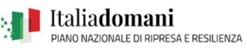 Italiadomani
PIANO NAZIONALE DI RIPRESA E RESILIENZA